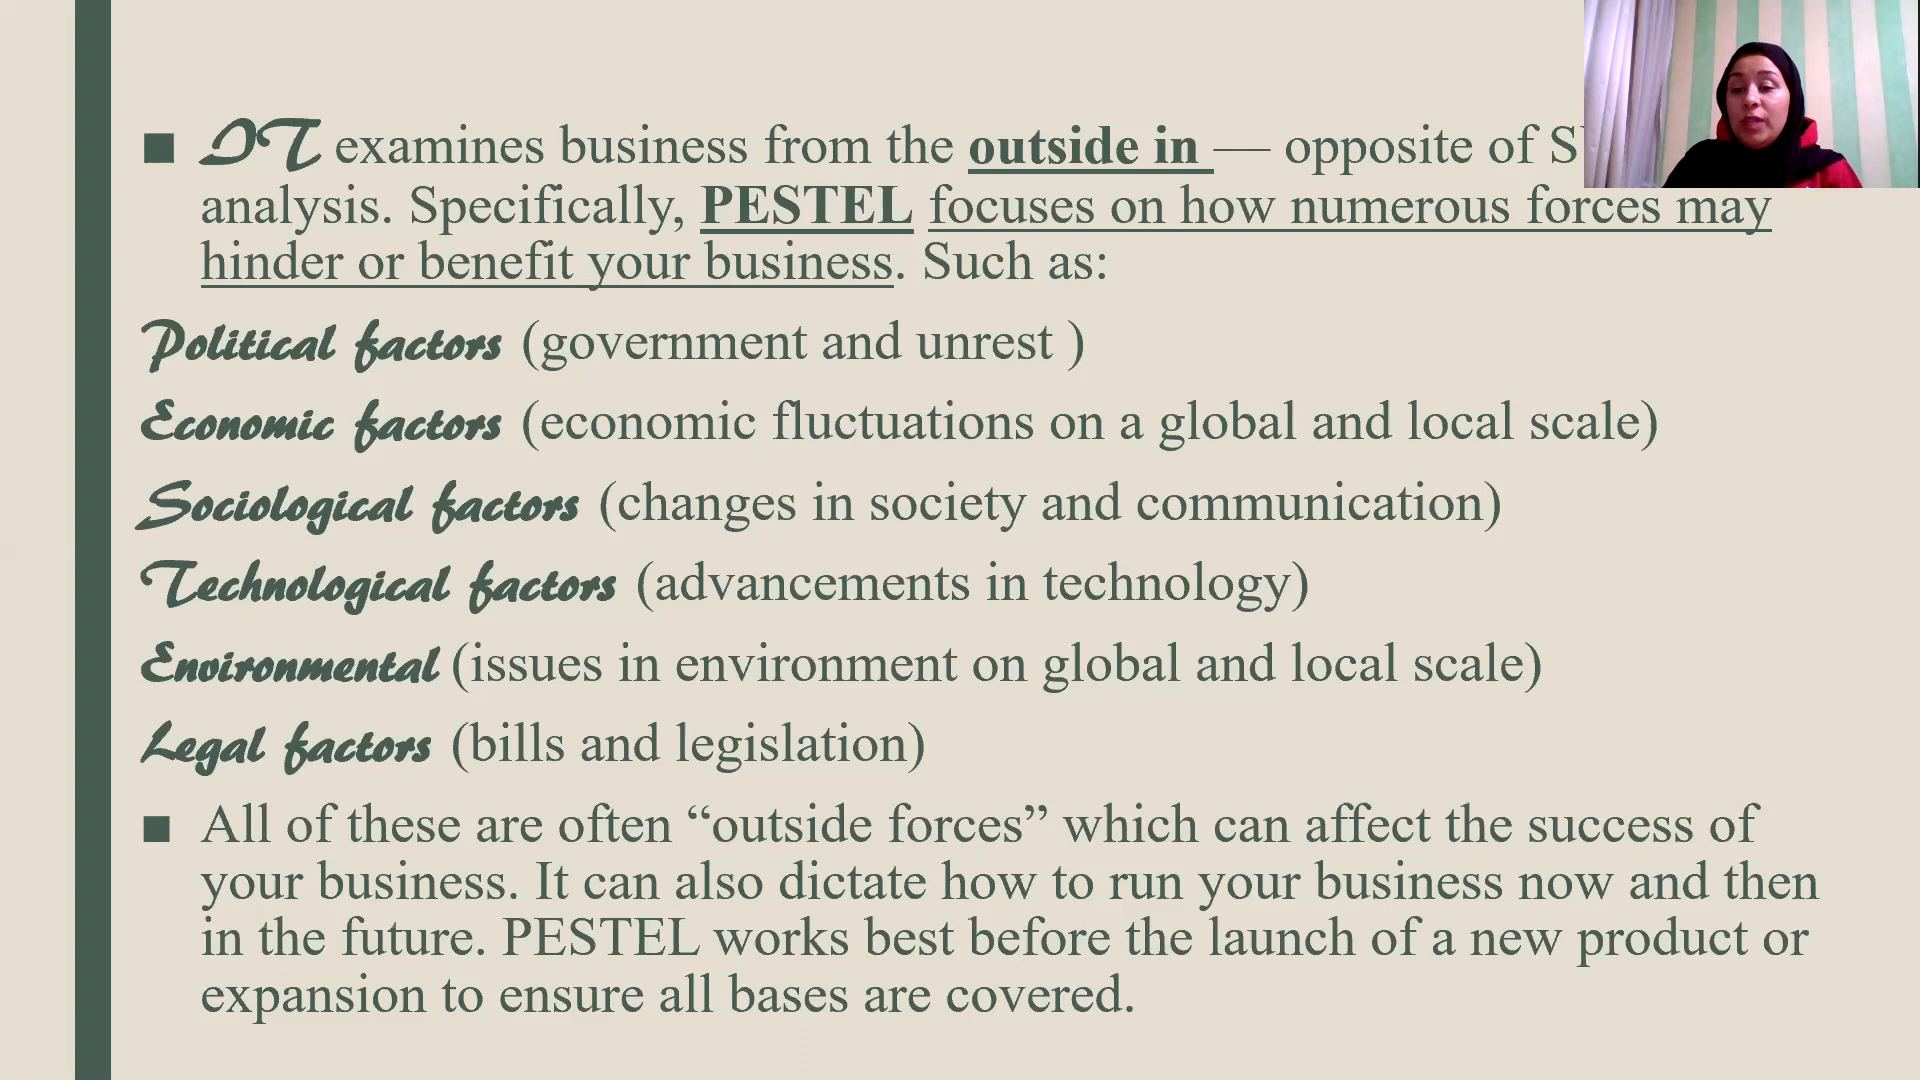 ■ IT examines business from the outside in — opposite of
analysis. Specifically, PESTEL focuses on how numerous forces may
hinder or benefit your business. Such as:
Political factors (government and unrest )
Economic factors (economic fluctuations on a global and local scale)
Sociological factors (changes in society and communication)
Technological factors (advancements in technology)
Environmental (issues in environment on global and local scale)
Legal factors (bills and legislation)
■ All of these are often “outside forces” which can affect the success of
your business. It can also dictate how to run your business now and then
in the future. PESTEL works best before the launch of a new product or
expansion to ensure all bases are covered.